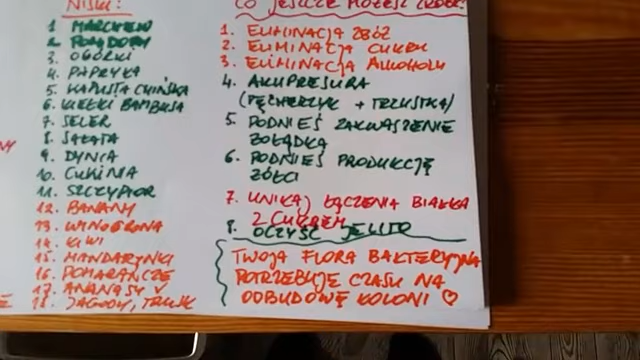 NISKI:
1 MARCHEW
2 POMIDORY
3. OGÓRKI
4. PAPRYKA
5. KAPUSTA CHIŃSKA
6. KIEŁKI BAMBUSA
7. SELER
8. SAŁATA
9. DYNIA
10. CUKINIA
11. SZCZYPIOR
12. BANANY
13. WINOGRONA
14. KIWI
15. MANDARYNKI
16. POMARAŃCZE
17. ANANASY
18. JAGODY, TRUSK
CO JESZCZE MOŻESZ ZROBIĆ?
1. ELIMINACJA ZBÓŻ
2. ELIMINACJA CUKRU
3. ELIMINACJA ALKOHOLU
4. AKUPRESURA
(PĘCHERZYK + TRZUSTKA)
5. PODNIEŚ ZAKWASZENIE
ŻOŁĄDKA
6. PODNIEŚ PRODUKCJĘ
ŻÓŁCI
7. UNIKAJ ŁĄCZENIA BIAŁKA
Z CUKREM
8. OCZYŚĆ JELITO
TWOJA FLORA BAKTERYJNA
POTRZEBUJE CZASU NA
ODBUDOWĘ KOLONI ♡